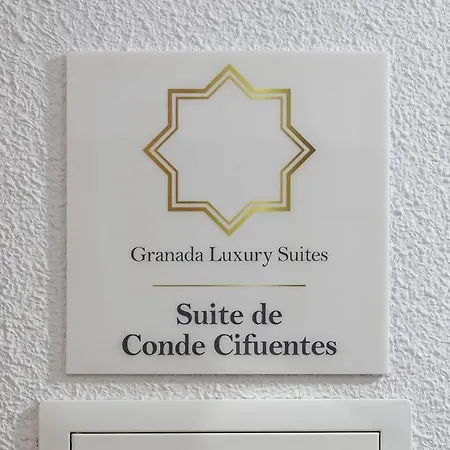 Granada Luxury Suites
Suite de
Conde Cifuentes